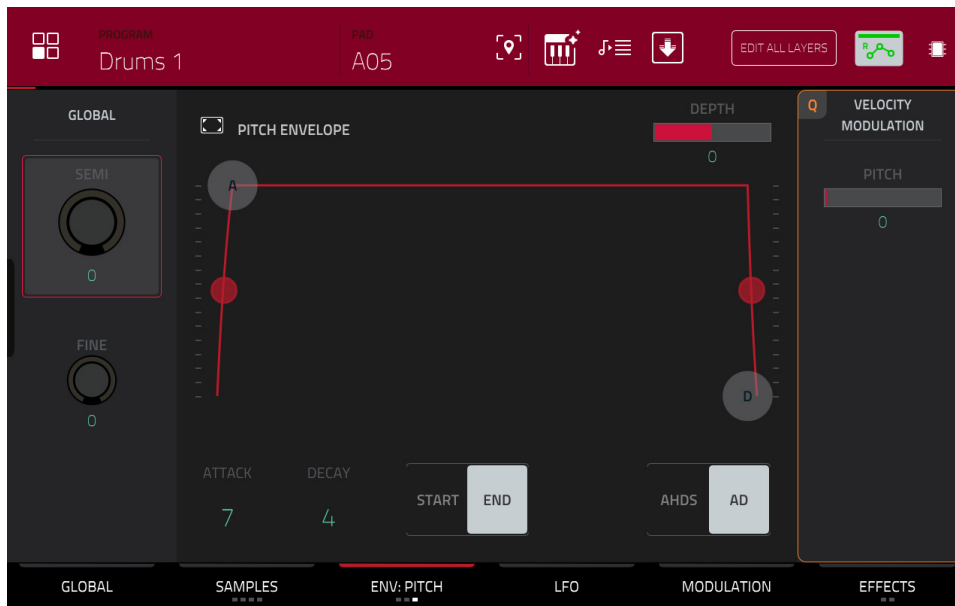 PROGRAM
Drums 1
PAD
A05
EDIT ALL LAYERS
R
GLOBAL
SEMI
0
FINE
0
PITCH ENVELOPE
DEPTH
0
A
D
ATTACK
7
DECAY
4
START
END
AHDS
AD
Q
VELOCITY
MODULATION
PITCH
0
GLOBAL
SAMPLES
ENV: PITCH
LFO
MODULATION
EFFECTS